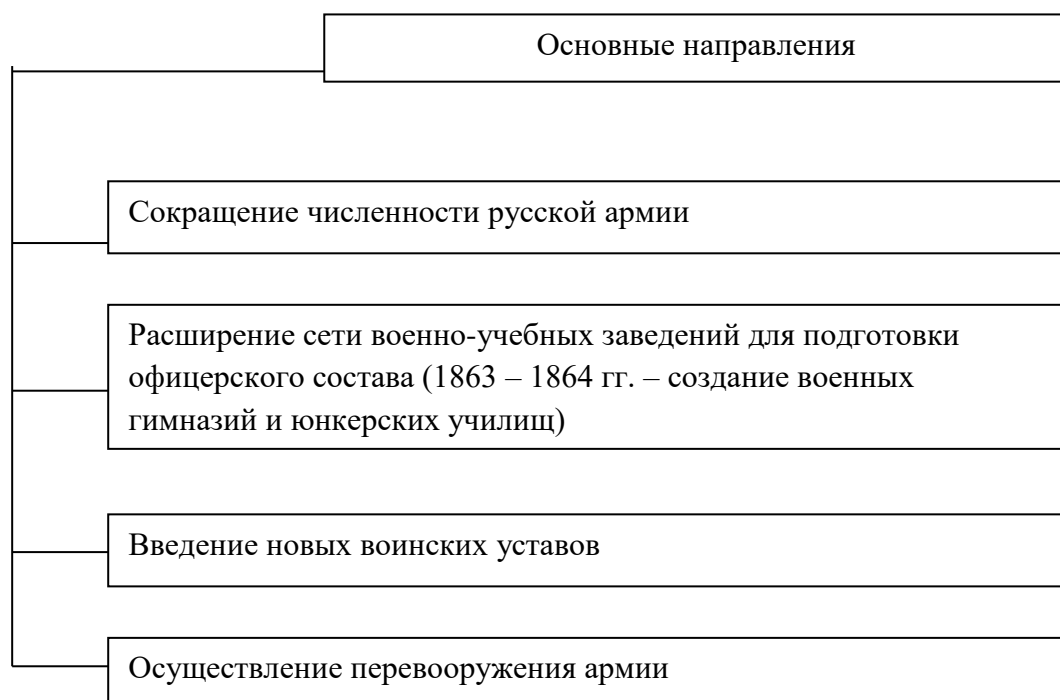 Основные направления
Сокращение численности русской армии
Расширение сети военно-учебных заведений для подготовки
офицерского состава (1863 – 1864 гг. – создание военных
гимназий и юнкерских училищ)
Введение новых воинских уставов
Осуществление перевооружения армии